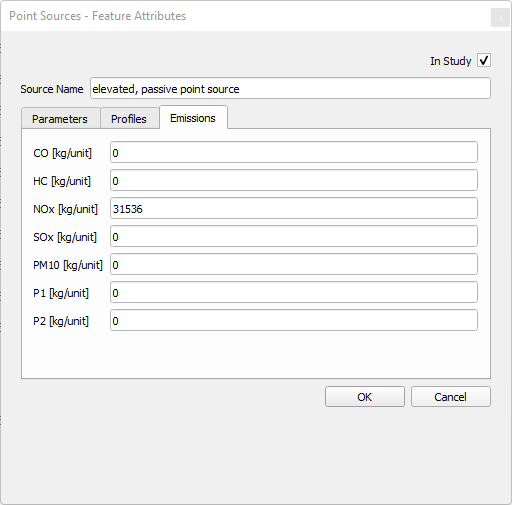 Point Sources - Feature Attributes
In Study
Source Name elevated, passive point source
Parameters Profiles Emissions
CO [kg/unit] 0
HC [kg/unit] 0
NOx [kg/unit] 31536
SOx [kg/unit] 0
PM10 [kg/unit] 0
P1 [kg/unit] 0
P2 [kg/unit] 0
OK Cancel